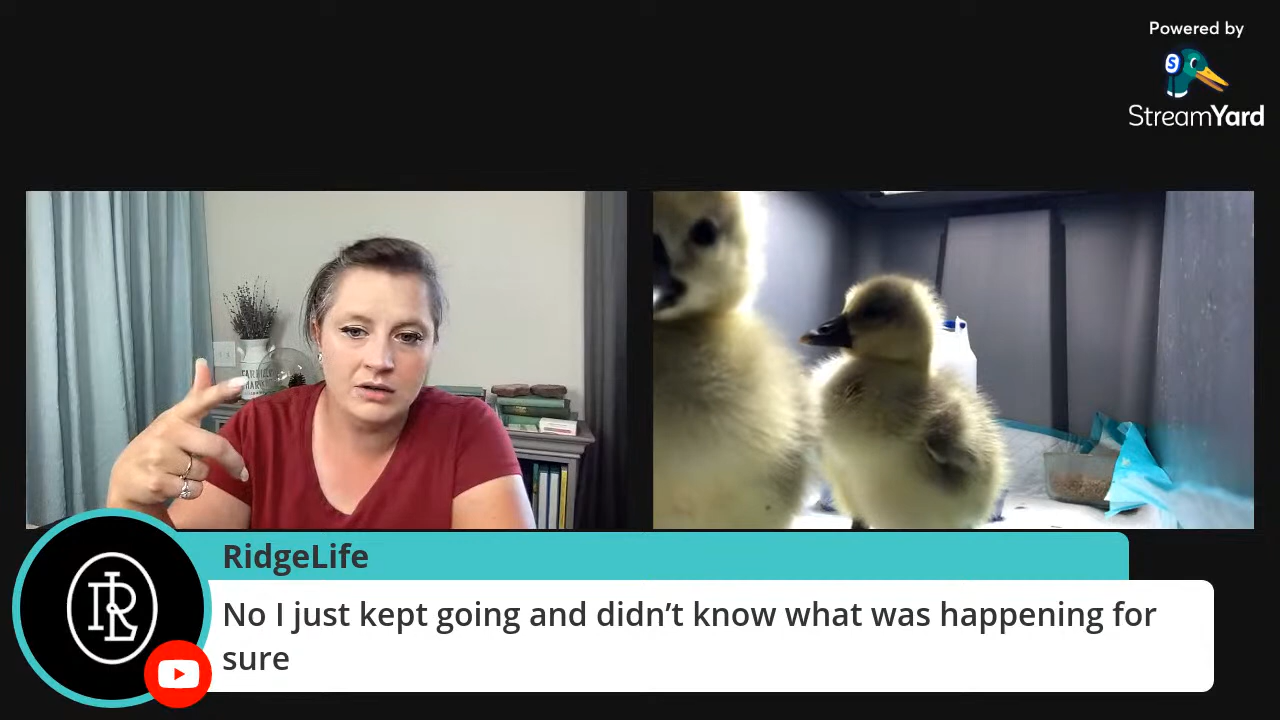 Powered by
S
StreamYard
RidgeLife
No I just kept going and didn’t know what was happening for
sure